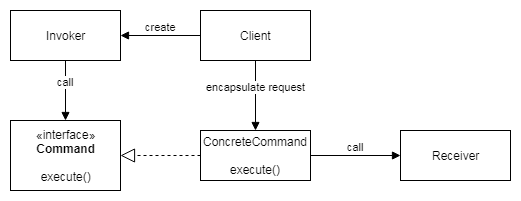 Invoker
create
Client
call
encapsulate request
«interface»
Command
execute()
ConcreteCommand
execute()
call
Receiver